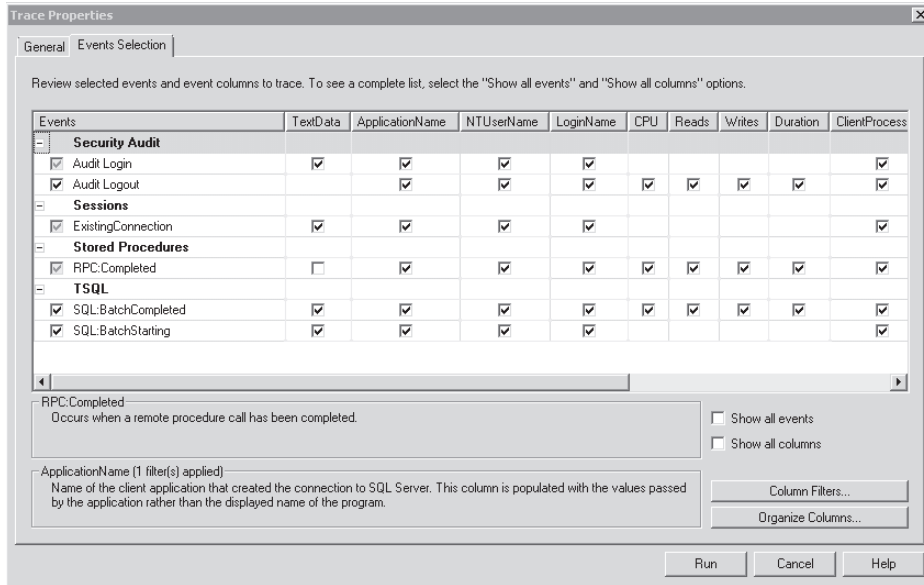 Trace Properties
General Events Selection
Review selected events and event columns to trace. To see a complete list, select the "Show all events" and "Show all columns" options.
Events TextData ApplicationName NTUserName LoginName CPU Reads Writes Duration ClientProcess
Security Audit
Audit Login
Audit Logout
Sessions
ExistingConnection
Stored Procedures
RPC:Completed
TSQL
SQL:BatchCompleted
SQL:BatchStarting
RPC:Completed
Occurs when a remote procedure call has been completed.
Show all events
Show all columns
ApplicationName (1 filter(s) applied)
Name of the client application that created the connection to SQL Server. This column is populated with the values passed
by the application rather than the displayed name of the program.
Column Filters...
Organize Columns...
Run Cancel Help